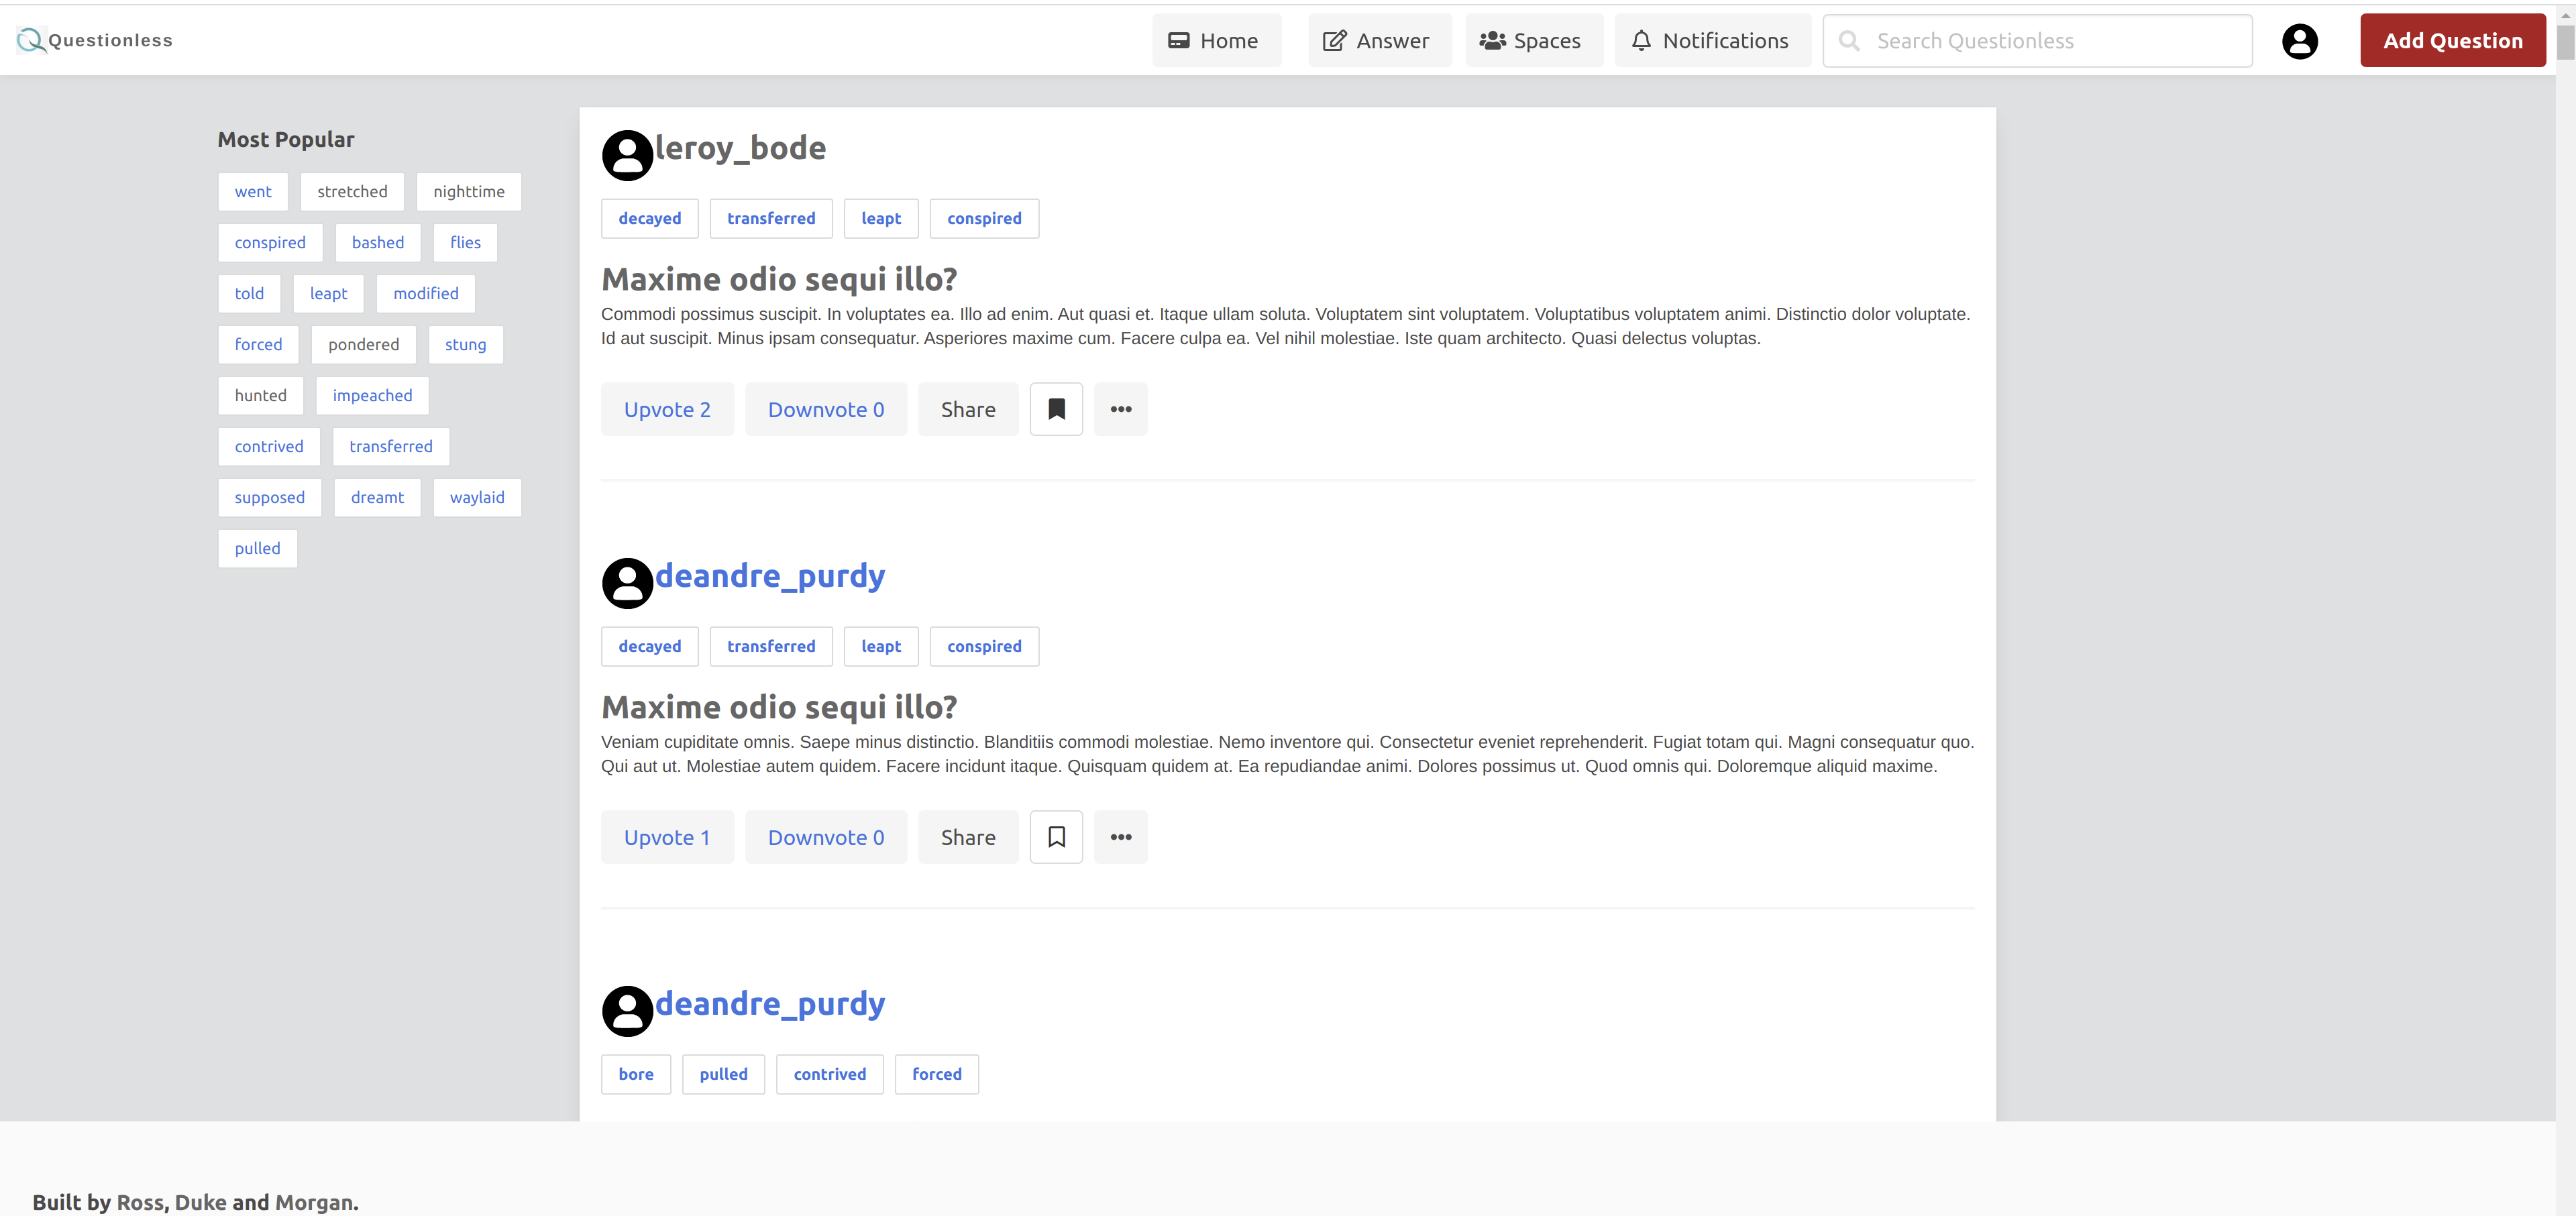 Questionless
Home
Answer
Spaces
Notifications
Search Questionless
Add Question
Most Popular
went stretched nighttime
conspired bashed flies
told leapt modified
forced pondered stung
hunted impeached
contrived transferred
supposed dreamt waylaid
pulled
leroy_bode
decayed transferred leapt conspired
Maxime odio sequi illo?
Commodi possimus suscipit. In voluptates ea. Illo ad enim. Aut quasi et. Itaque ullam soluta. Voluptatem sint voluptatem. Voluptatibus voluptatem animi. Distinctio dolor voluptate.
Id aut suscipit. Minus ipsam consequatur. Asperiores maxime cum. Facere culpa ea. Vel nihil molestiae. Iste quam architecto. Quasi delectus voluptas.
Upvote 2 Downvote 0 Share
deandre_purdy
decayed transferred leapt conspired
Maxime odio sequi illo?
Veniam cupiditate omnis. Saepe minus distinctio. Blanditiis commodi molestiae. Nemo inventore qui. Consectetur eveniet reprehenderit. Fugiat totam qui. Magni consequatur quo.
Qui aut ut. Molestiae autem quidem. Facere incidunt itaque. Quisquam quidem at. Ea repudiandae animi. Dolores possimus ut. Quod omnis qui. Doloremque aliquid maxime.
Upvote 1 Downvote 0 Share
deandre_purdy
bore pulled contrived forced
Built by Ross, Duke and Morgan.